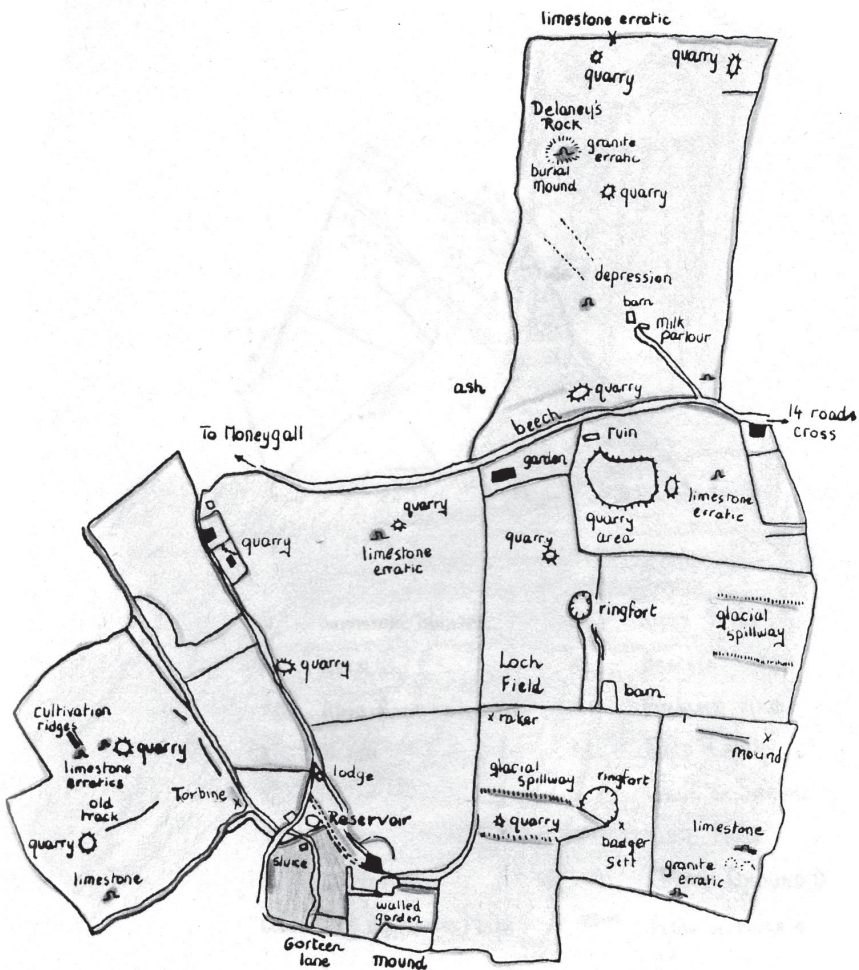 limestone erratic
quarry
quarry
Delaney's
Rock
granite
erratic
burial
mound
quarry
depression
barn
milk
parlour
ash
quarry
beech
14 roads
cross
To Moneygall
ruin
garden
quarry
area
limestone
erratic
quarry
quarry
limestone
erratic
quarry
ringfort
glacial
spillway
quarry
Loch
Field
barn
x raker
mound
cultivation
ridges
quarry
limestone
erratics
old
track
Torbine
lodge
glacial spillway
ringfort
Reservoir
quarry
badger
sett
limestone
quarry
sluice
granite
erratic
limestone
walled
garden
Gorteen
lane
mound